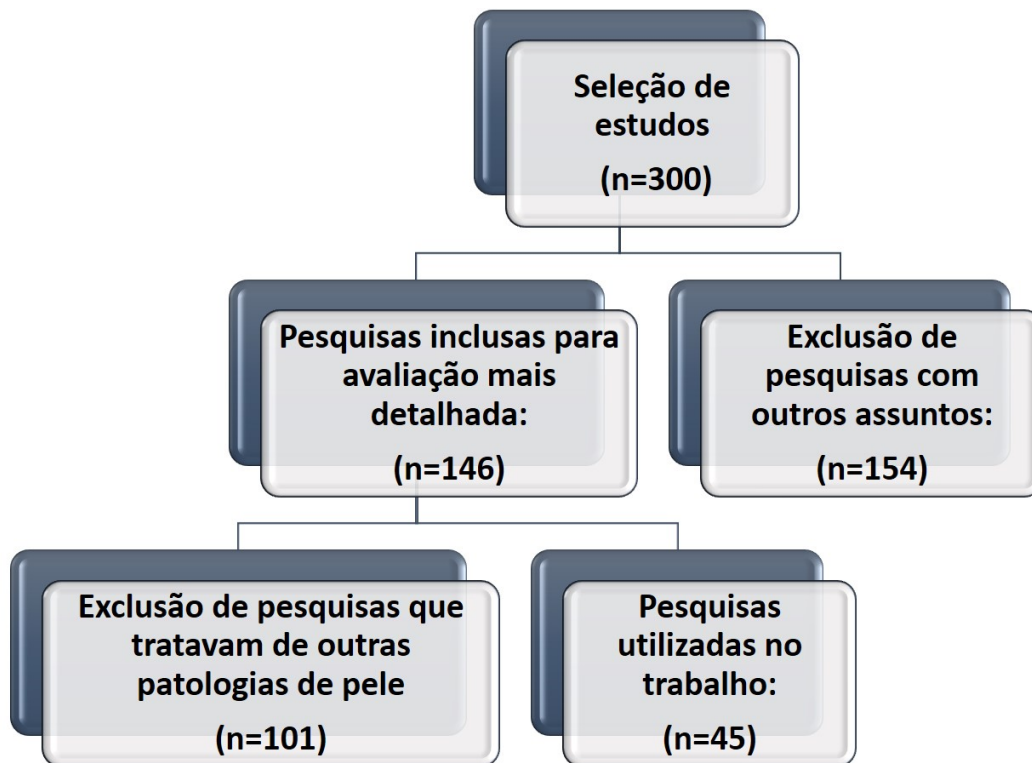 Seleção de
estudos
(n=300)
Pesquisas inclusas para
avaliação mais
detalhada:
(n=146)
Exclusão de
pesquisas com
outros assuntos:
(n=154)
Exclusão de pesquisas que
tratavam de outras
patologias de pele
(n=101)
Pesquisas
utilizadas no
trabalho:
(n=45)